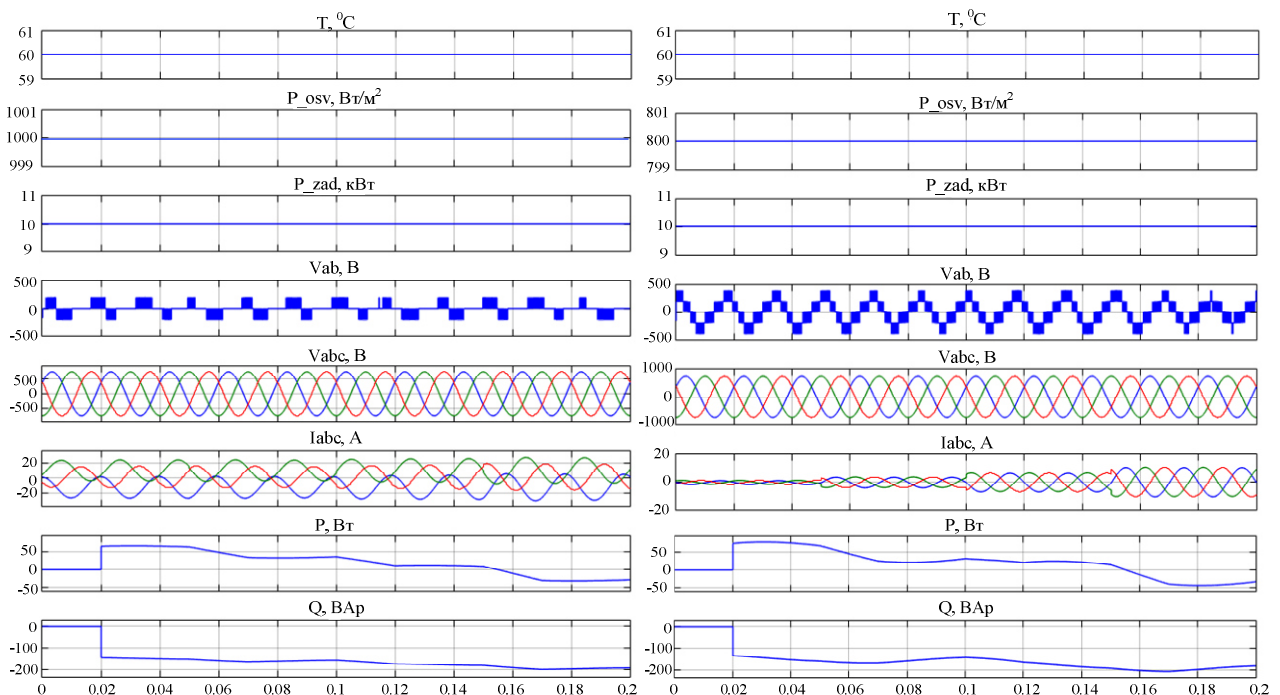 T, ⁰C
61
60
59
P_osv, Вт/м²
1001
1000
999
P_zad, кВт
11
10
9
Vab, В
500
0
-500
Vabc, В
500
0
-500
Iabc, А
20
0
-20
P, Вт
50
0
-50
Q, ВАр
0
-100
-200
0 0.02 0.04 0.06 0.08 0.1 0.12 0.14 0.16 0.18 0.2
T, ⁰C
61
60
59
P_osv, Вт/м²
801
800
799
P_zad, кВт
11
10
9
Vab, В
500
0
-500
Vabc, В
1000
0
-1000
Iabc, А
20
0
-20
P, Вт
50
0
-50
Q, ВАр
0
-100
-200
0 0.02 0.04 0.06 0.08 0.1 0.12 0.14 0.16 0.18 0.2